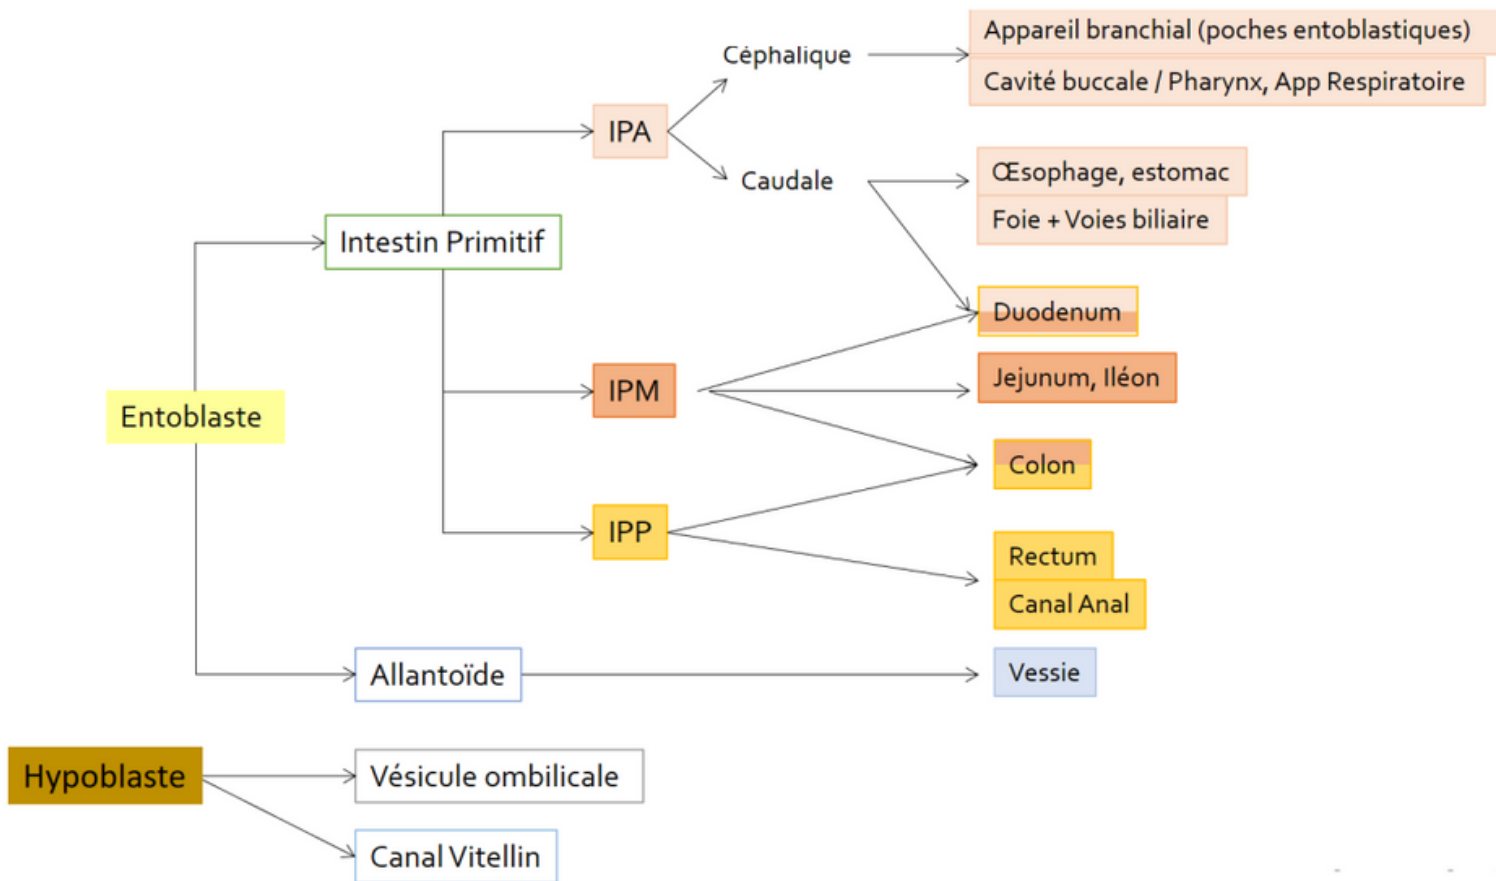 Céphalique
Appareil branchial (poches entoblastiques)
Cavité buccale / Pharynx, App Respiratoire
IPA
Caudale
Œsophage, estomac
Foie + Voies biliaire
Intestin Primitif
Duodenum
IPM
Jejunum, Iléon
Entoblaste
Colon
IPP
Rectum
Canal Anal
Allantoïde
Vessie
Hypoblaste
Vésicule ombilicale
Canal Vitellin